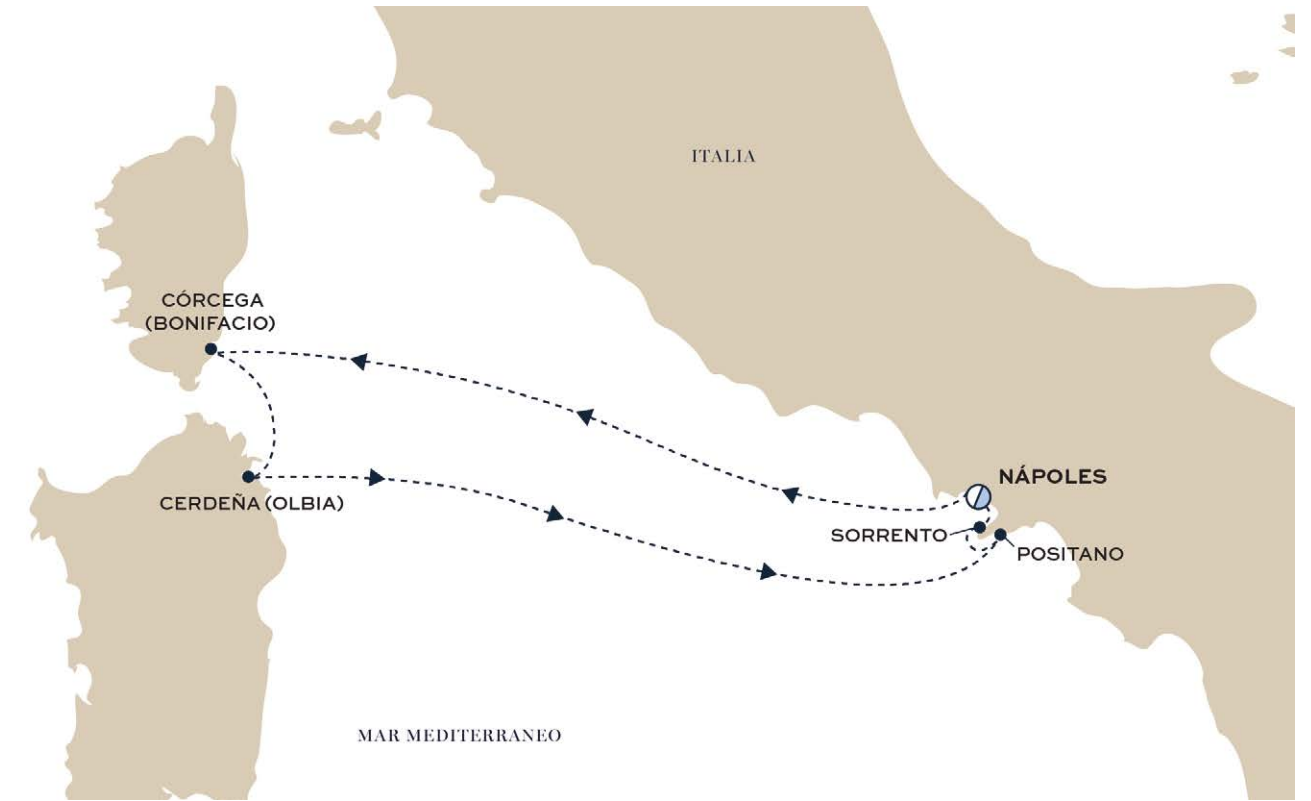 ITALIA
CÓRCEGA
(BONIFACIO)
NÁPOLES
CERDEÑA (OLBIA)
SORRENTO
POSITANO
MAR MEDITERRANEO